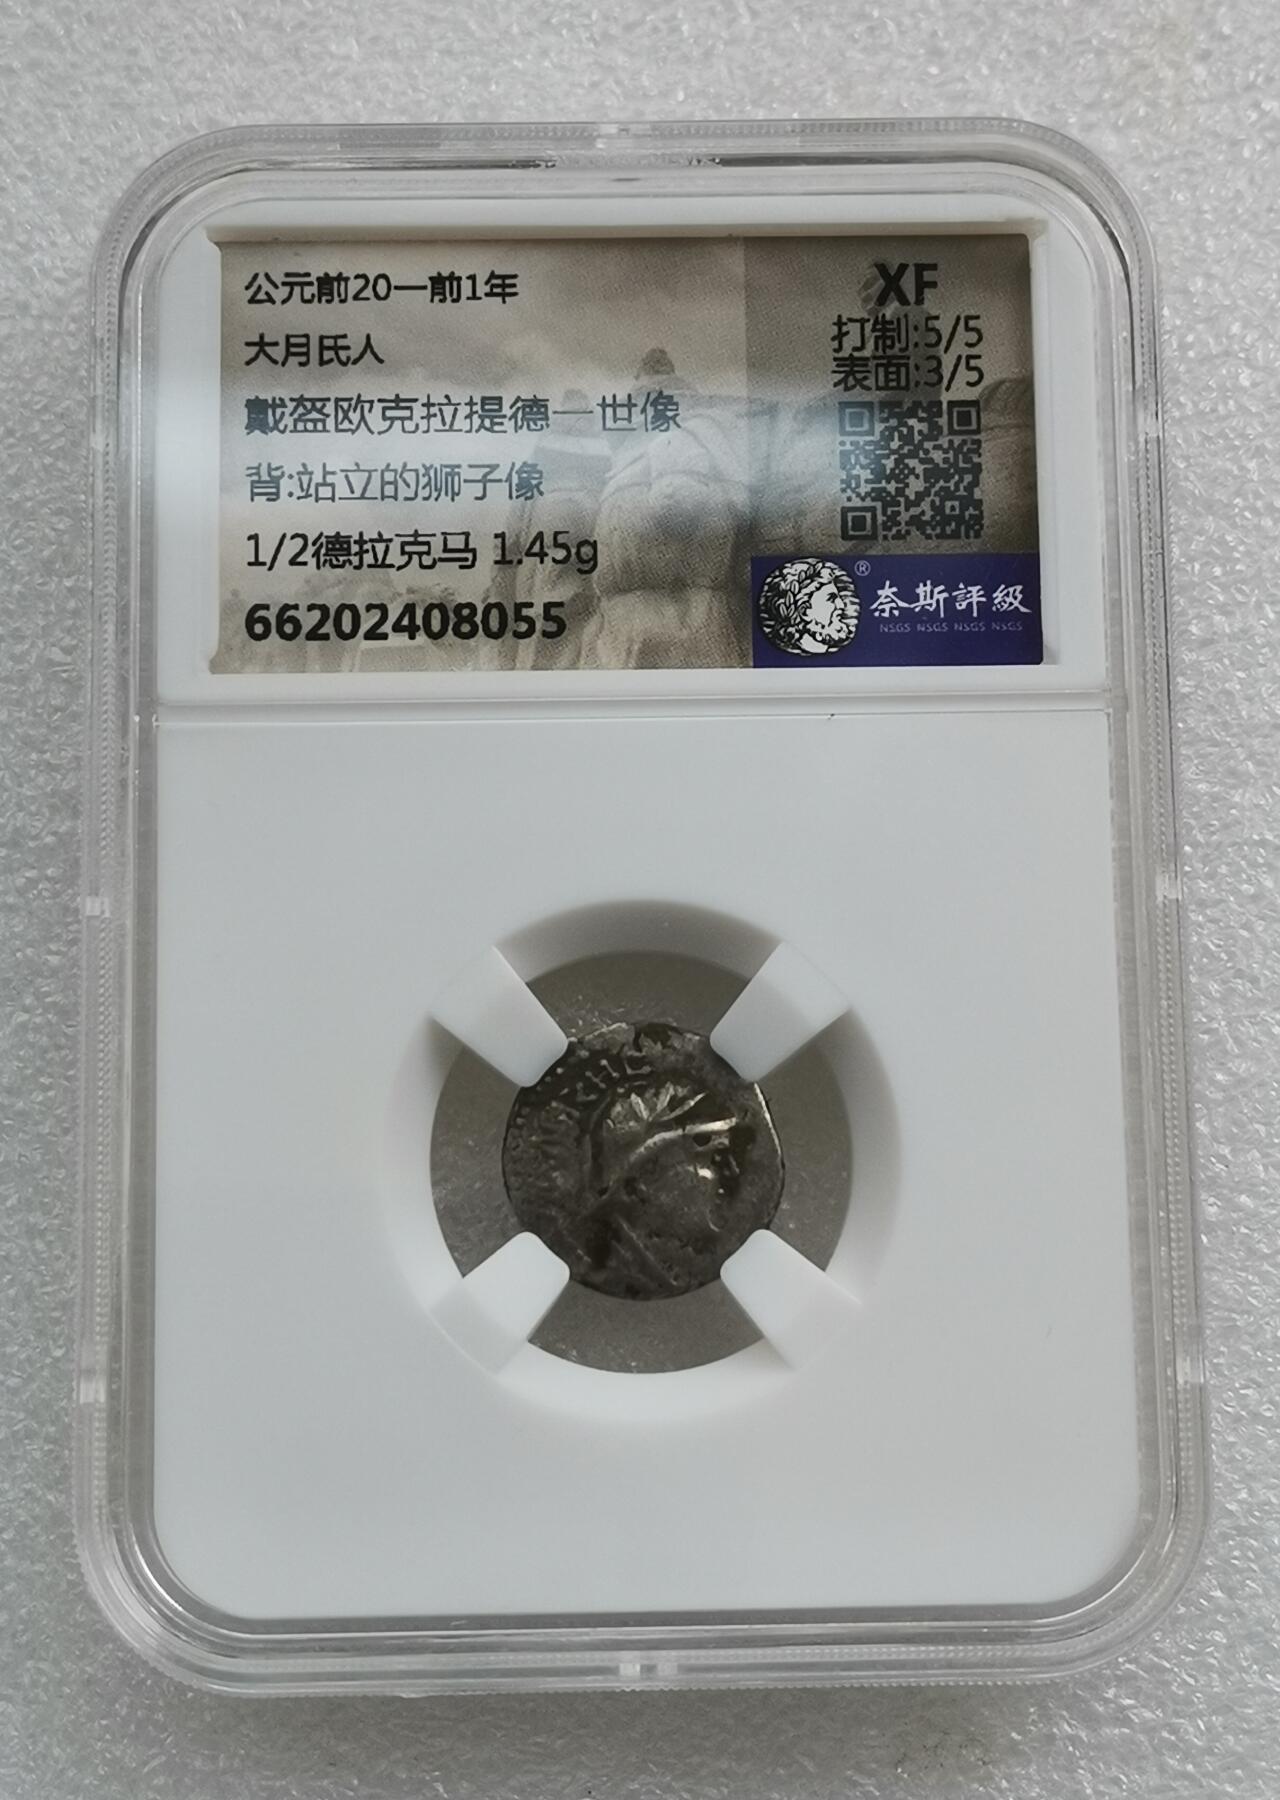 公元前20一前1年
大月氏人
戴盔欧克拉提德一世像
背:站立的狮子像
1/2德拉克马 1.45g
66202408055
XF
打制:5/5
表面:3/5
®
奈斯評級
NSGS NSGS NSGS NSGS